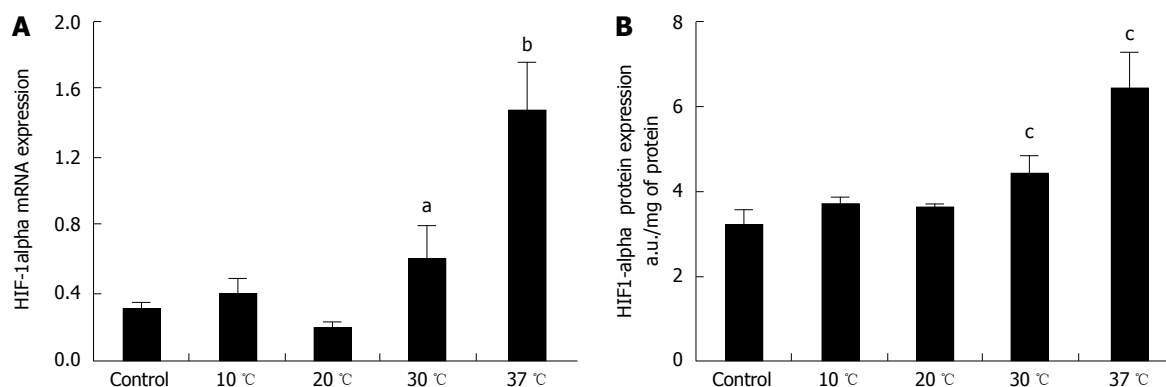 A
HIF-1alpha mRNA expression
2.0
1.6
1.2
0.8
0.4
0.0
a
b
Control
10 ℃
20 ℃
30 ℃
37 ℃
B
HIF1-alpha protein expression
a.u./mg of protein
8
6
4
2
0
c
c
Control
10 ℃
20 ℃
30 ℃
37 ℃